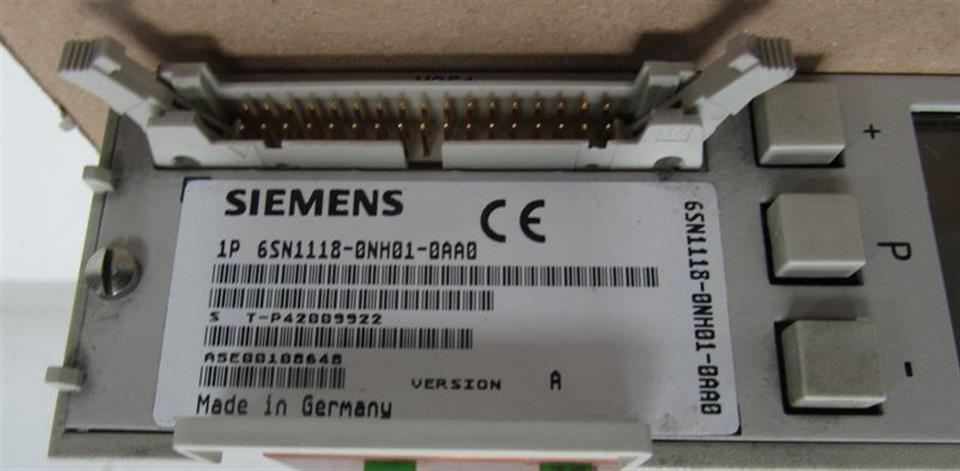 SIEMENS
CE
1P 6SN1118-0NH01-0AA0
S T-P42009922
A5E00108648
VERSION A
Made in Germany
6SN1118-0NH01-0AA0
+
P
-